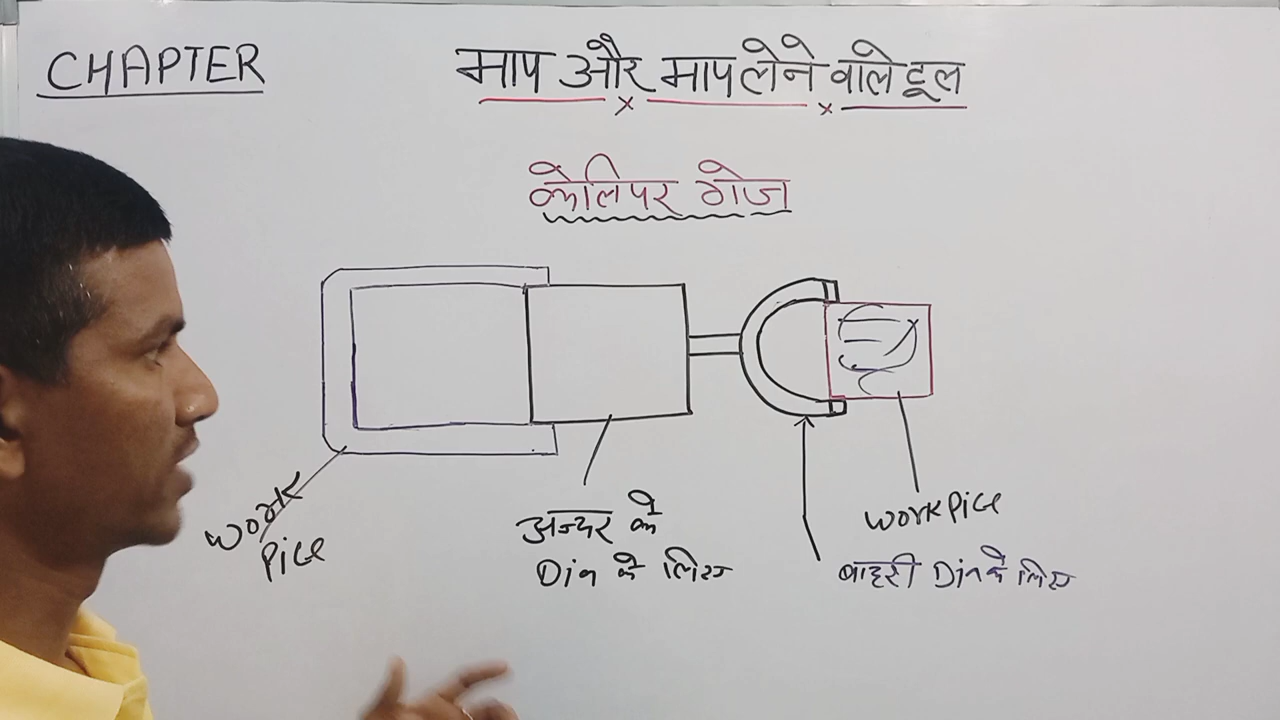 CHAPTER
माप और माप लेने वाले टूल
केलिपर गेज
work
pice
अन्दर के
Dia के लिए
workpice
बाहरी Dia के लिए